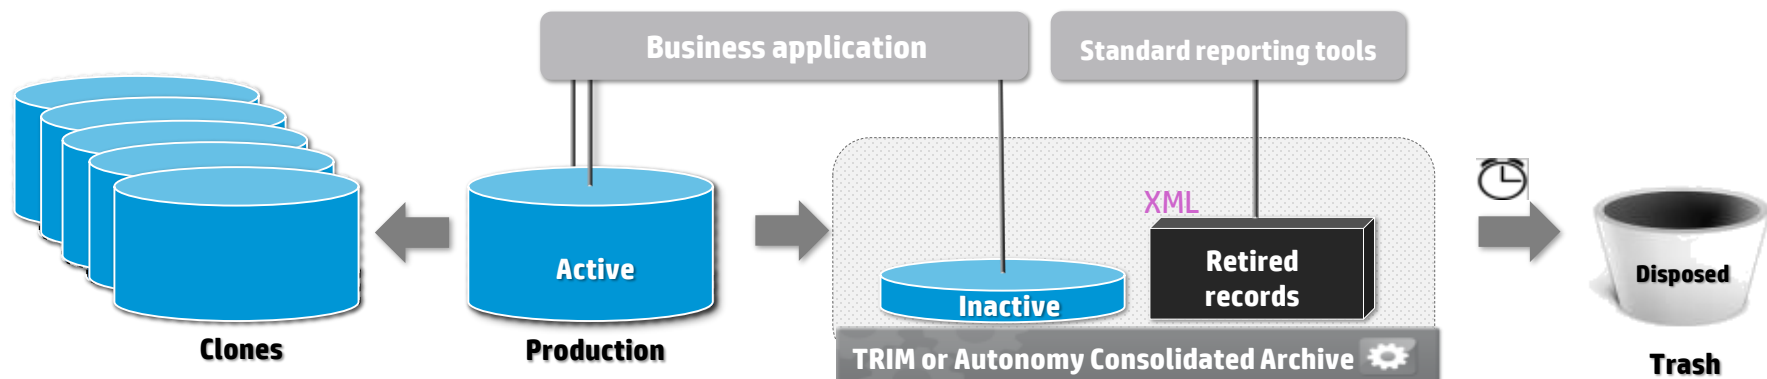 Business application
Standard reporting tools
XML
Active
Inactive
Retired
records
Disposed
Clones
Production
TRIM or Autonomy Consolidated Archive
Trash